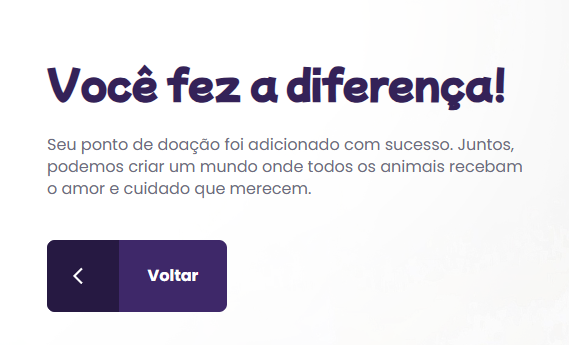 Você fez a diferença!
Seu ponto de doação foi adicionado com sucesso. Juntos,
podemos criar um mundo onde todos os animais recebam
o amor e cuidado que merecem.
Voltar